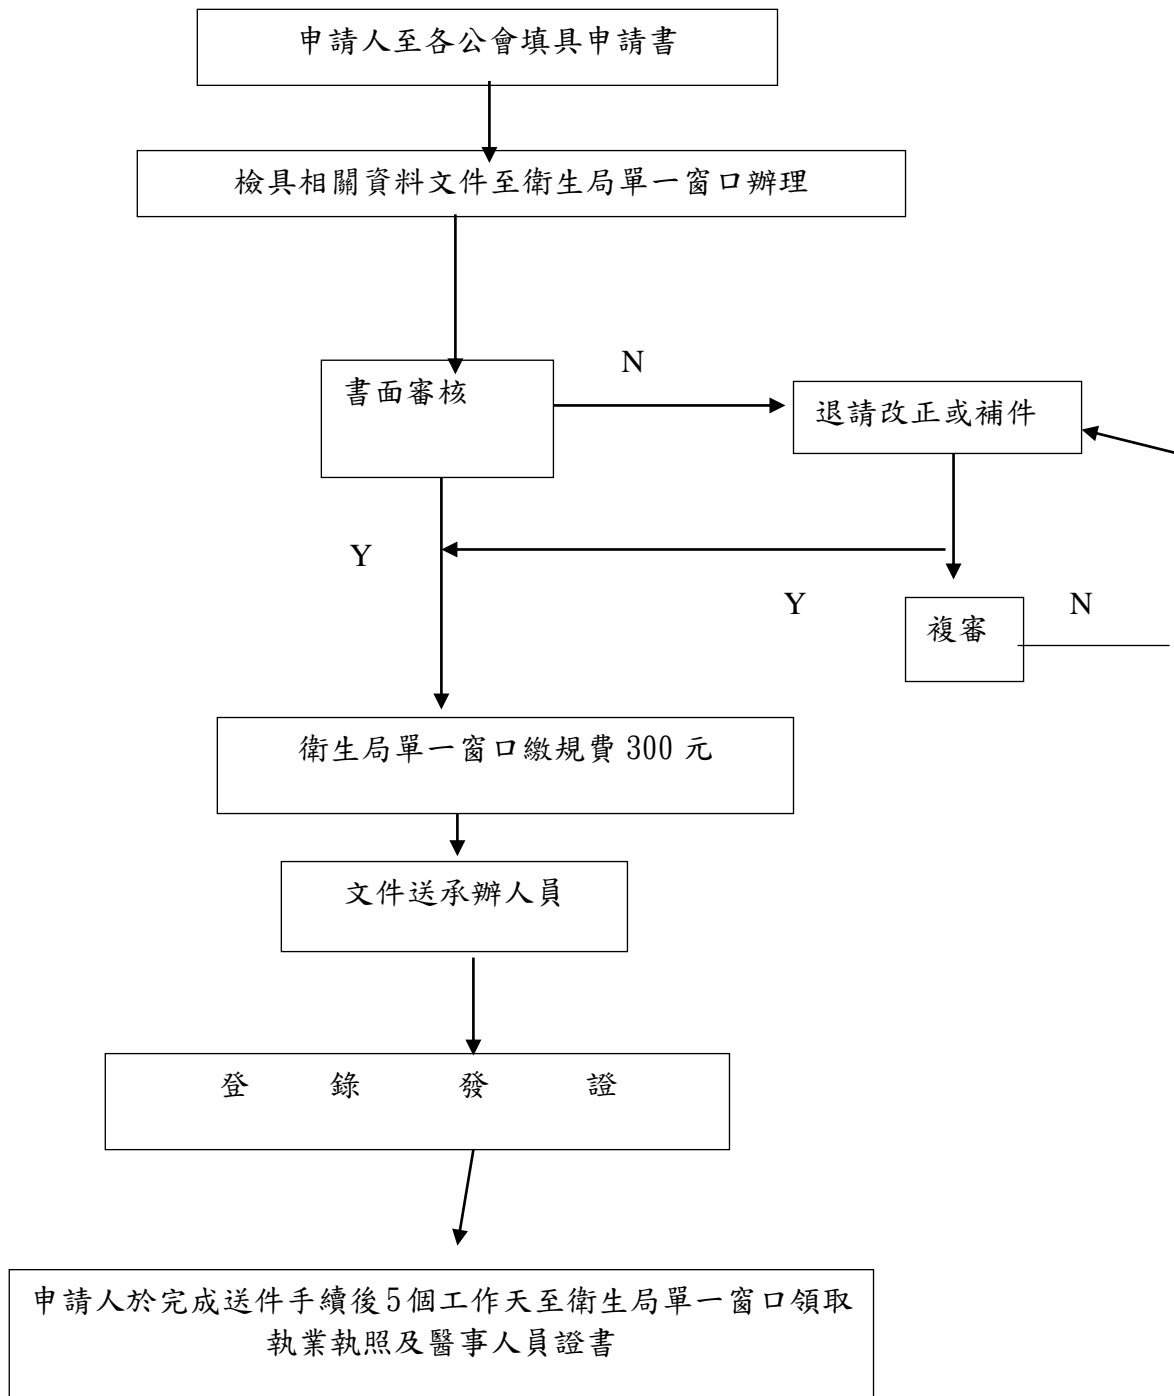 申請人至各公會填具申請書
檢具相關資料文件至衛生局單一窗口辦理
書面審核
N
退請改正或補件
Y
Y
複審
N
衛生局單一窗口繳規費 300 元
文件送承辦人員
登 錄 發 證
申請人於完成送件手續後 5 個工作天至衛生局單一窗口領取
執業執照及醫事人員證書